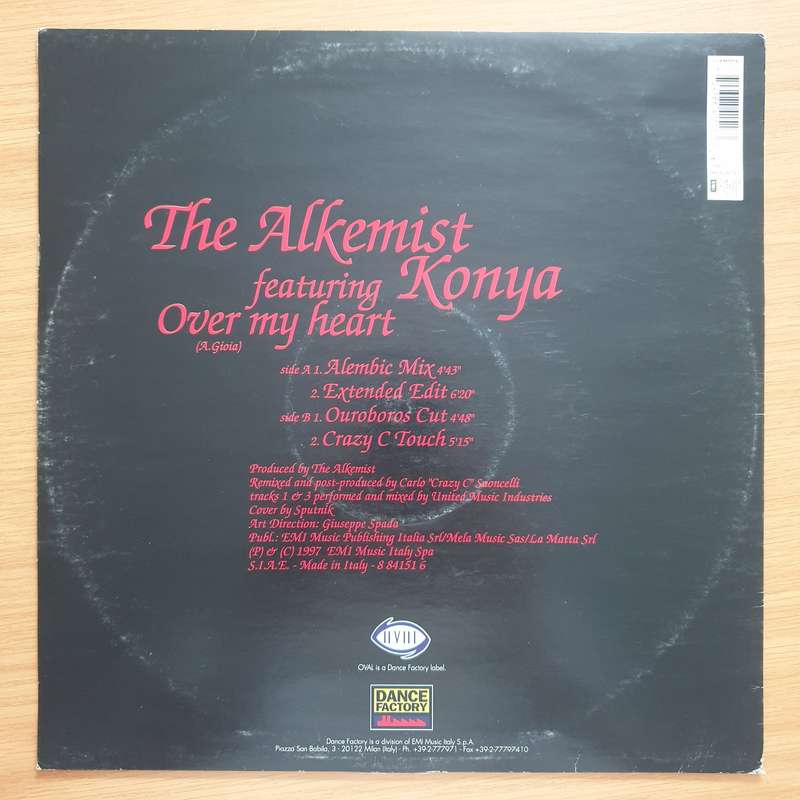 The Alkemist
featuring Konya
Over my heart
(A.Gioia)
side A 1. Alembic Mix 4'43"
2. Extended Edit 6'20"
side B 1. Ouroboros Cut 4'48"
2. Crazy C Touch 5'15"
Produced by The Alkemist
Remixed and post-produced by Carlo "Crazy C" Saoncelli
tracks 1 & 3 performed and mixed by United Music Industries
Cover by Sputnik
Art Direction: Giuseppe Spada
Publ.: EMI Music Publishing Italia Srl/Mela Music Sas/La Matta Srl
(P) & (C) 1997 EMI Music Italy Spa
S.I.A.E. - Made in Italy - 8 84151 6
OVAL is a Dance Factory label.
DANCE
FACTORY
Dance Factory is a division of EMI Music Italy S.p.A.
Piazza San Babila, 3 - 20122 Milan (Italy) - Ph. +39-2-777971 - Fax +39-2-77797410